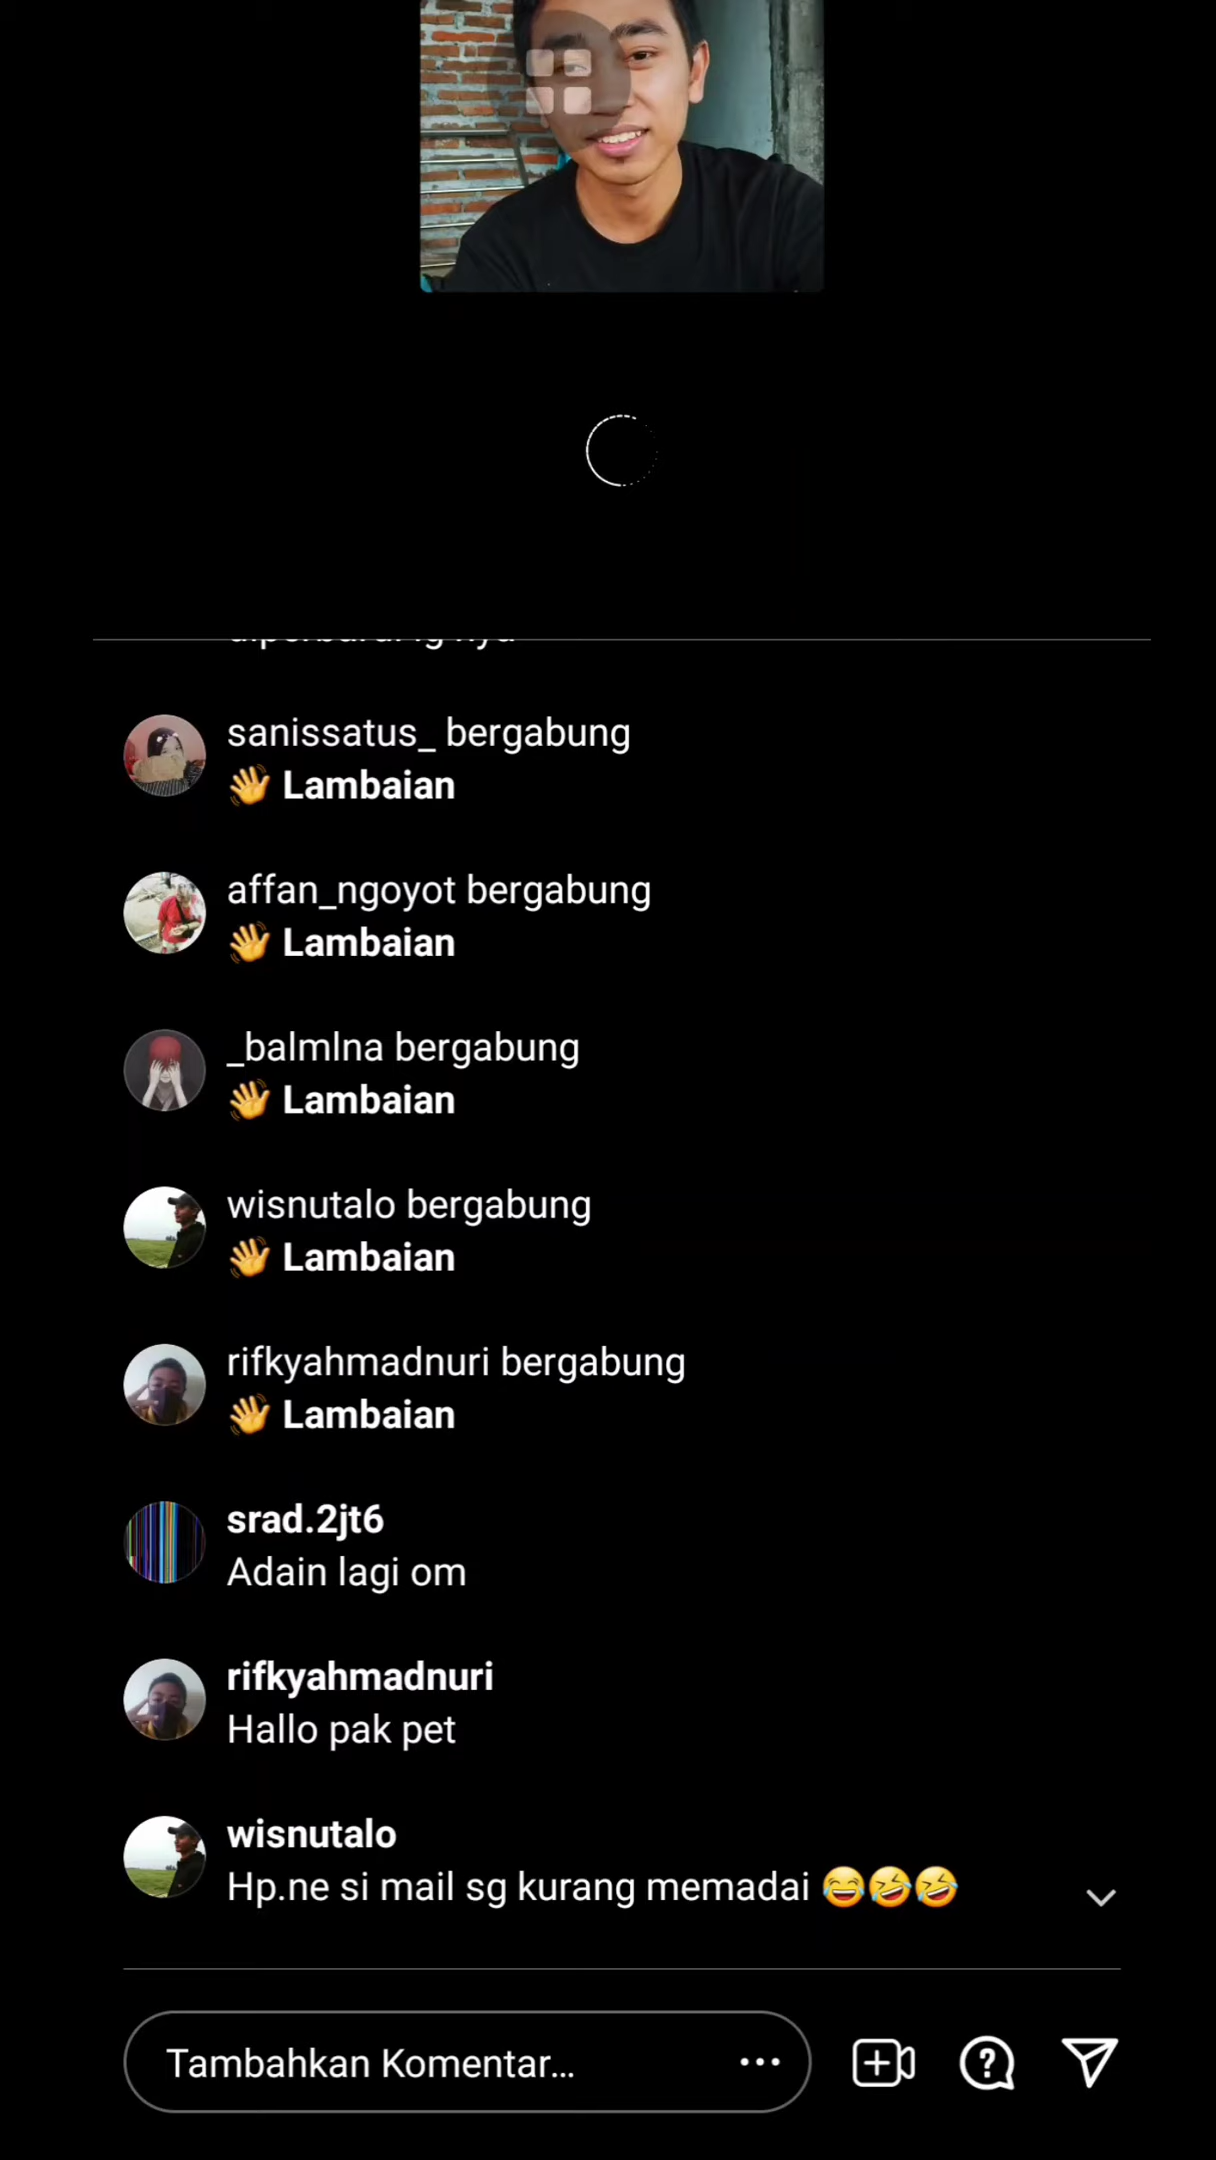 sanissatus_ bergabung
👋 Lambaian
affan_ngoyot bergabung
👋 Lambaian
_balmlna bergabung
👋 Lambaian
wisnutalo bergabung
👋 Lambaian
rifkyahmadnuri bergabung
👋 Lambaian
srad.2jt6
Adain lagi om
rifkyahmadnuri
Hallo pak pet
wisnutalo
Hp.ne si mail sg kurang memadai 😂🤣🤣
Tambahkan Komentar...